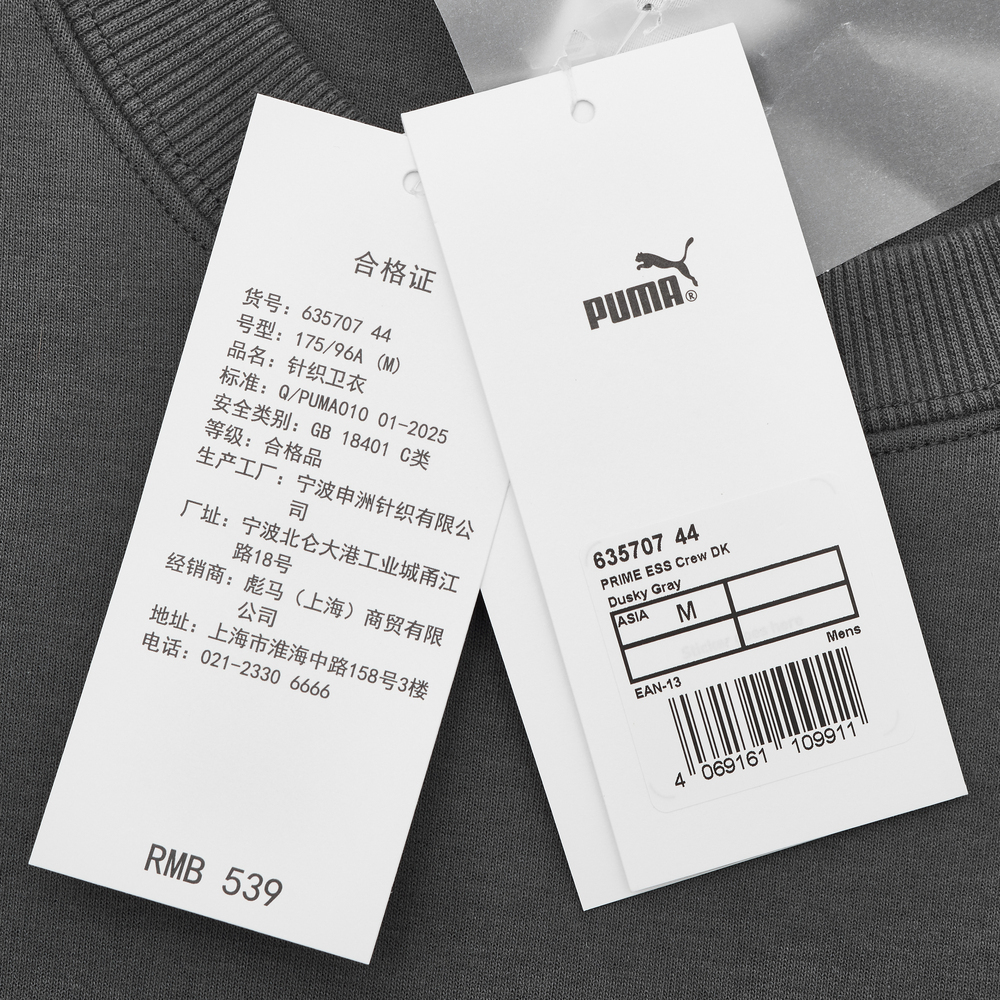 合格证
货号: 635707 44
号型: 175/96A (M)
品名: 针织卫衣
标准: Q/PUMA010 01-2025
安全类别: GB 18401 C类
等级: 合格品
生产工厂: 宁波申洲针织有限公
司
厂址: 宁波北仑大港工业城甬江
路18号
经销商: 彪马（上海）商贸有限
公司
地址: 上海市淮海中路158号3楼
电话: 021-2330 6666
RMB 539
PUMA®
635707 44
PRIME ESS Crew DK
Dusky Gray
ASIA M
Mens
EAN-13
4 069161 109911